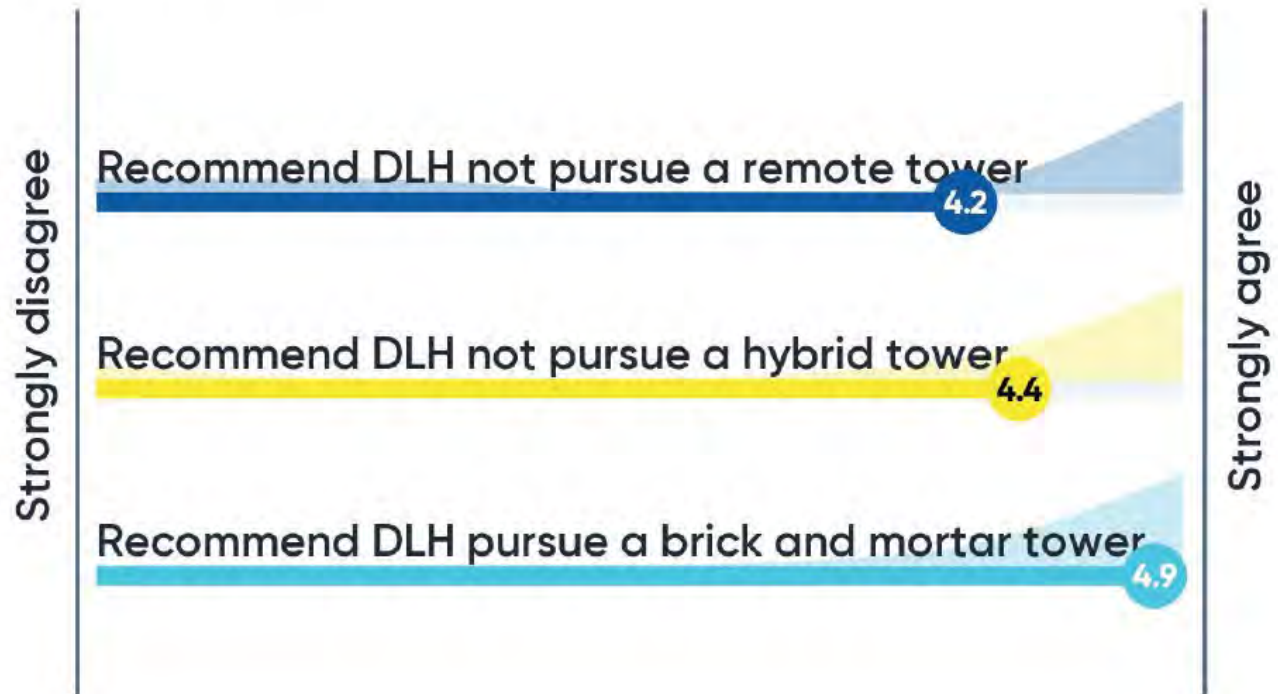 Strongly disagree
Recommend DLH not pursue a remote tower
4.2
Recommend DLH not pursue a hybrid tower
4.4
Recommend DLH pursue a brick and mortar tower
4.9
Strongly agree